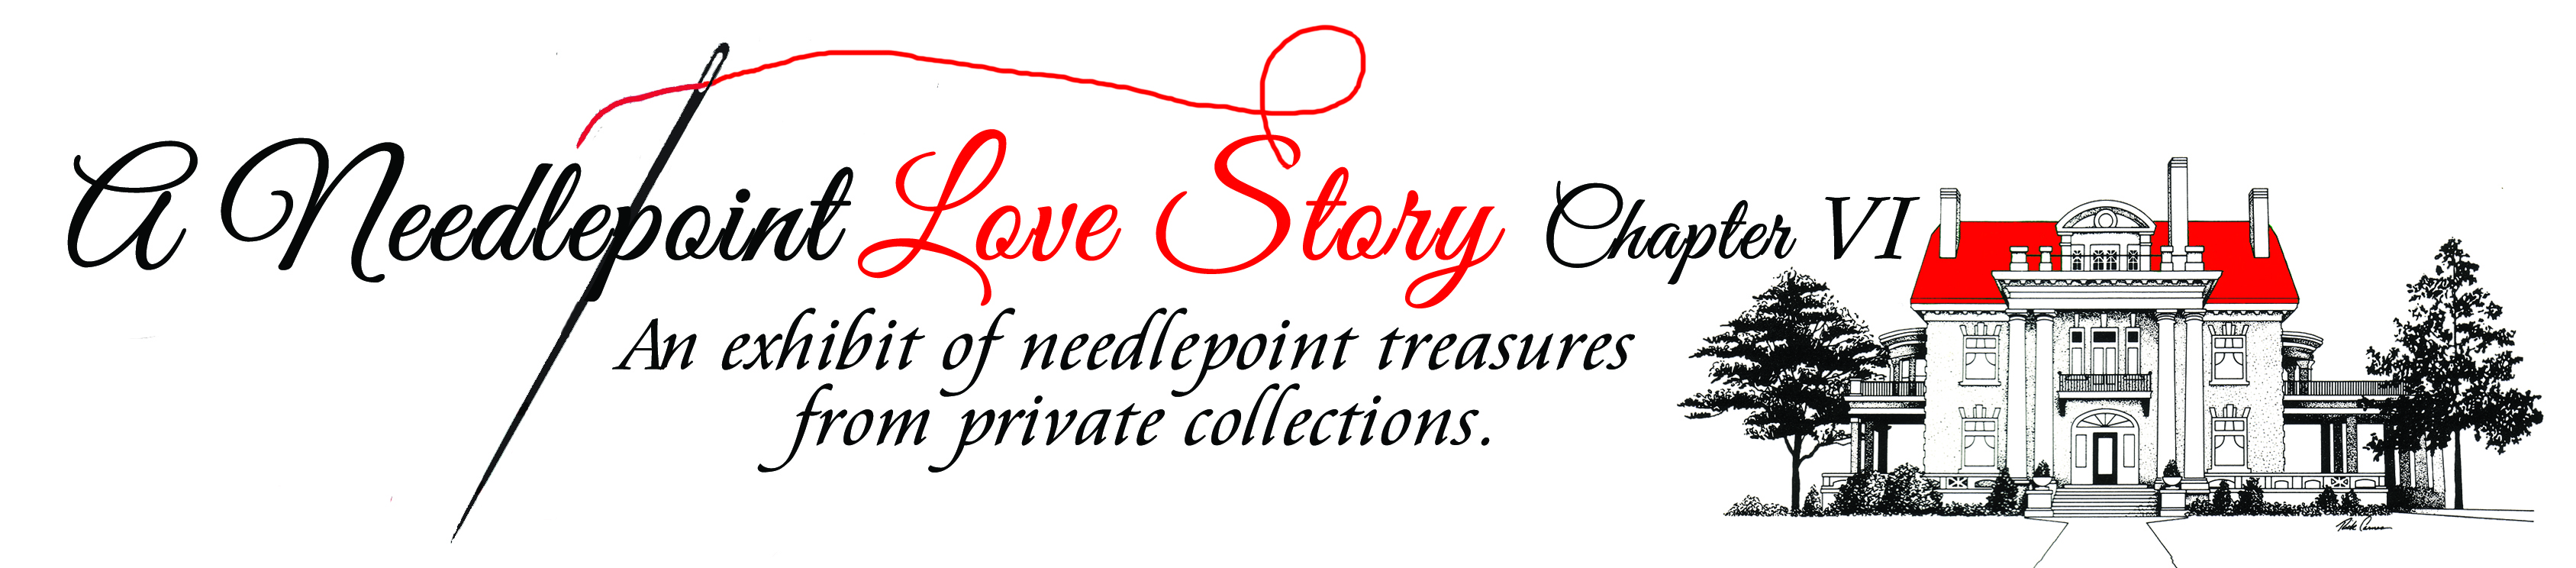 A Needlepoint Love Story Chapter VI
An exhibit of needlepoint treasures
from private collections.